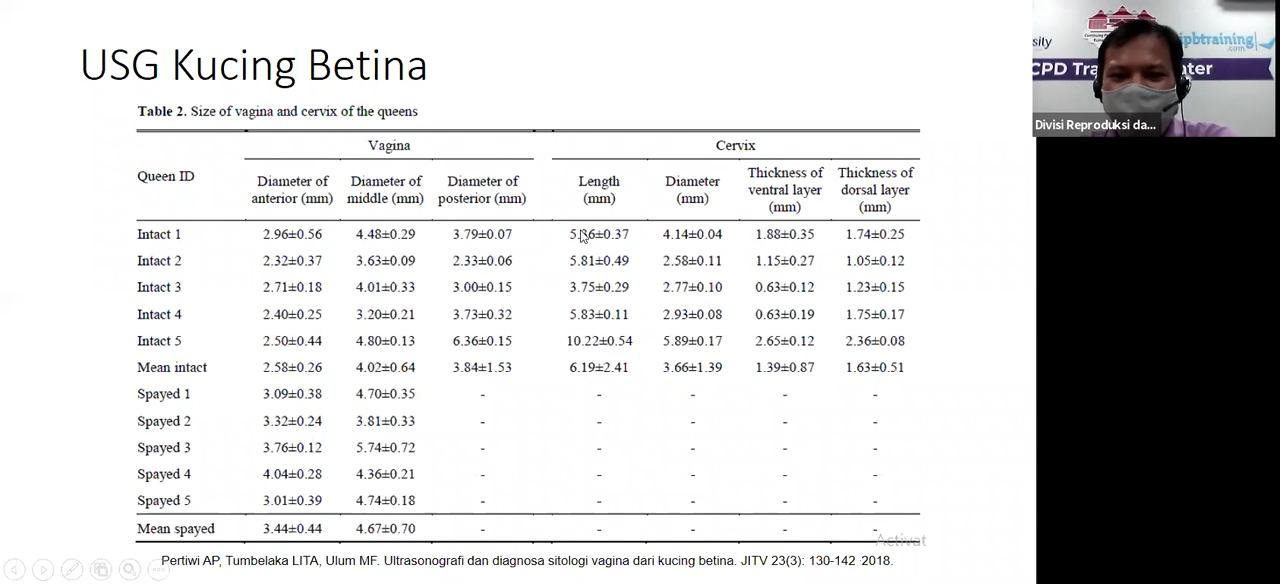 USG Kucing Betina
Table 2. Size of vagina and cervix of the queens
Queen ID Vagina Cervix
Diameter of anterior (mm) Diameter of middle (mm) Diameter of posterior (mm) Length (mm) Diameter (mm) Thickness of ventral layer (mm) Thickness of dorsal layer (mm)
Intact 1 2.96±0.56 4.48±0.29 3.79±0.07 4.14±0.04 1.88±0.35 1.74±0.25
Intact 2 2.32±0.37 3.63±0.09 2.33±0.06 5.81±0.49 2.58±0.11 1.15±0.27 1.05±0.12
Intact 3 2.71±0.18 4.01±0.33 3.00±0.15 3.75±0.29 2.77±0.10 0.63±0.12 1.23±0.15
Intact 4 2.40±0.25 3.20±0.21 3.73±0.32 5.83±0.11 2.93±0.08 0.63±0.19 1.75±0.17
Intact 5 2.50±0.44 4.80±0.13 6.36±0.15 10.22±0.54 5.89±0.17 2.65±0.12 2.36±0.08
Mean intact 2.58±0.26 4.02±0.64 3.84±1.53 6.19±2.41 3.66±1.39 1.39±0.87 1.63±0.51
Spayed 1 3.09±0.38 4.70±0.35 - - - - -
Spayed 2 3.32±0.24 3.81±0.33 - - - - -
Spayed 3 3.76±0.12 5.74±0.72 - - - - -
Spayed 4 4.04±0.28 4.36±0.21 - - - - -
Spayed 5 3.01±0.39 4.74±0.18 - - - - -
Mean spayed 3.44±0.44 4.67±0.70 - - - - -
Activat
Pertiwi AP, Tumbelaka LITA, Ulum MF. Ultrasonografi dan diagnosa sitologi vagina dari kucing betina. JITV 23(3): 130-142 2018.
sity
ipbtraining
.com
CPD Tra nter
Divisi Reproduksi da...